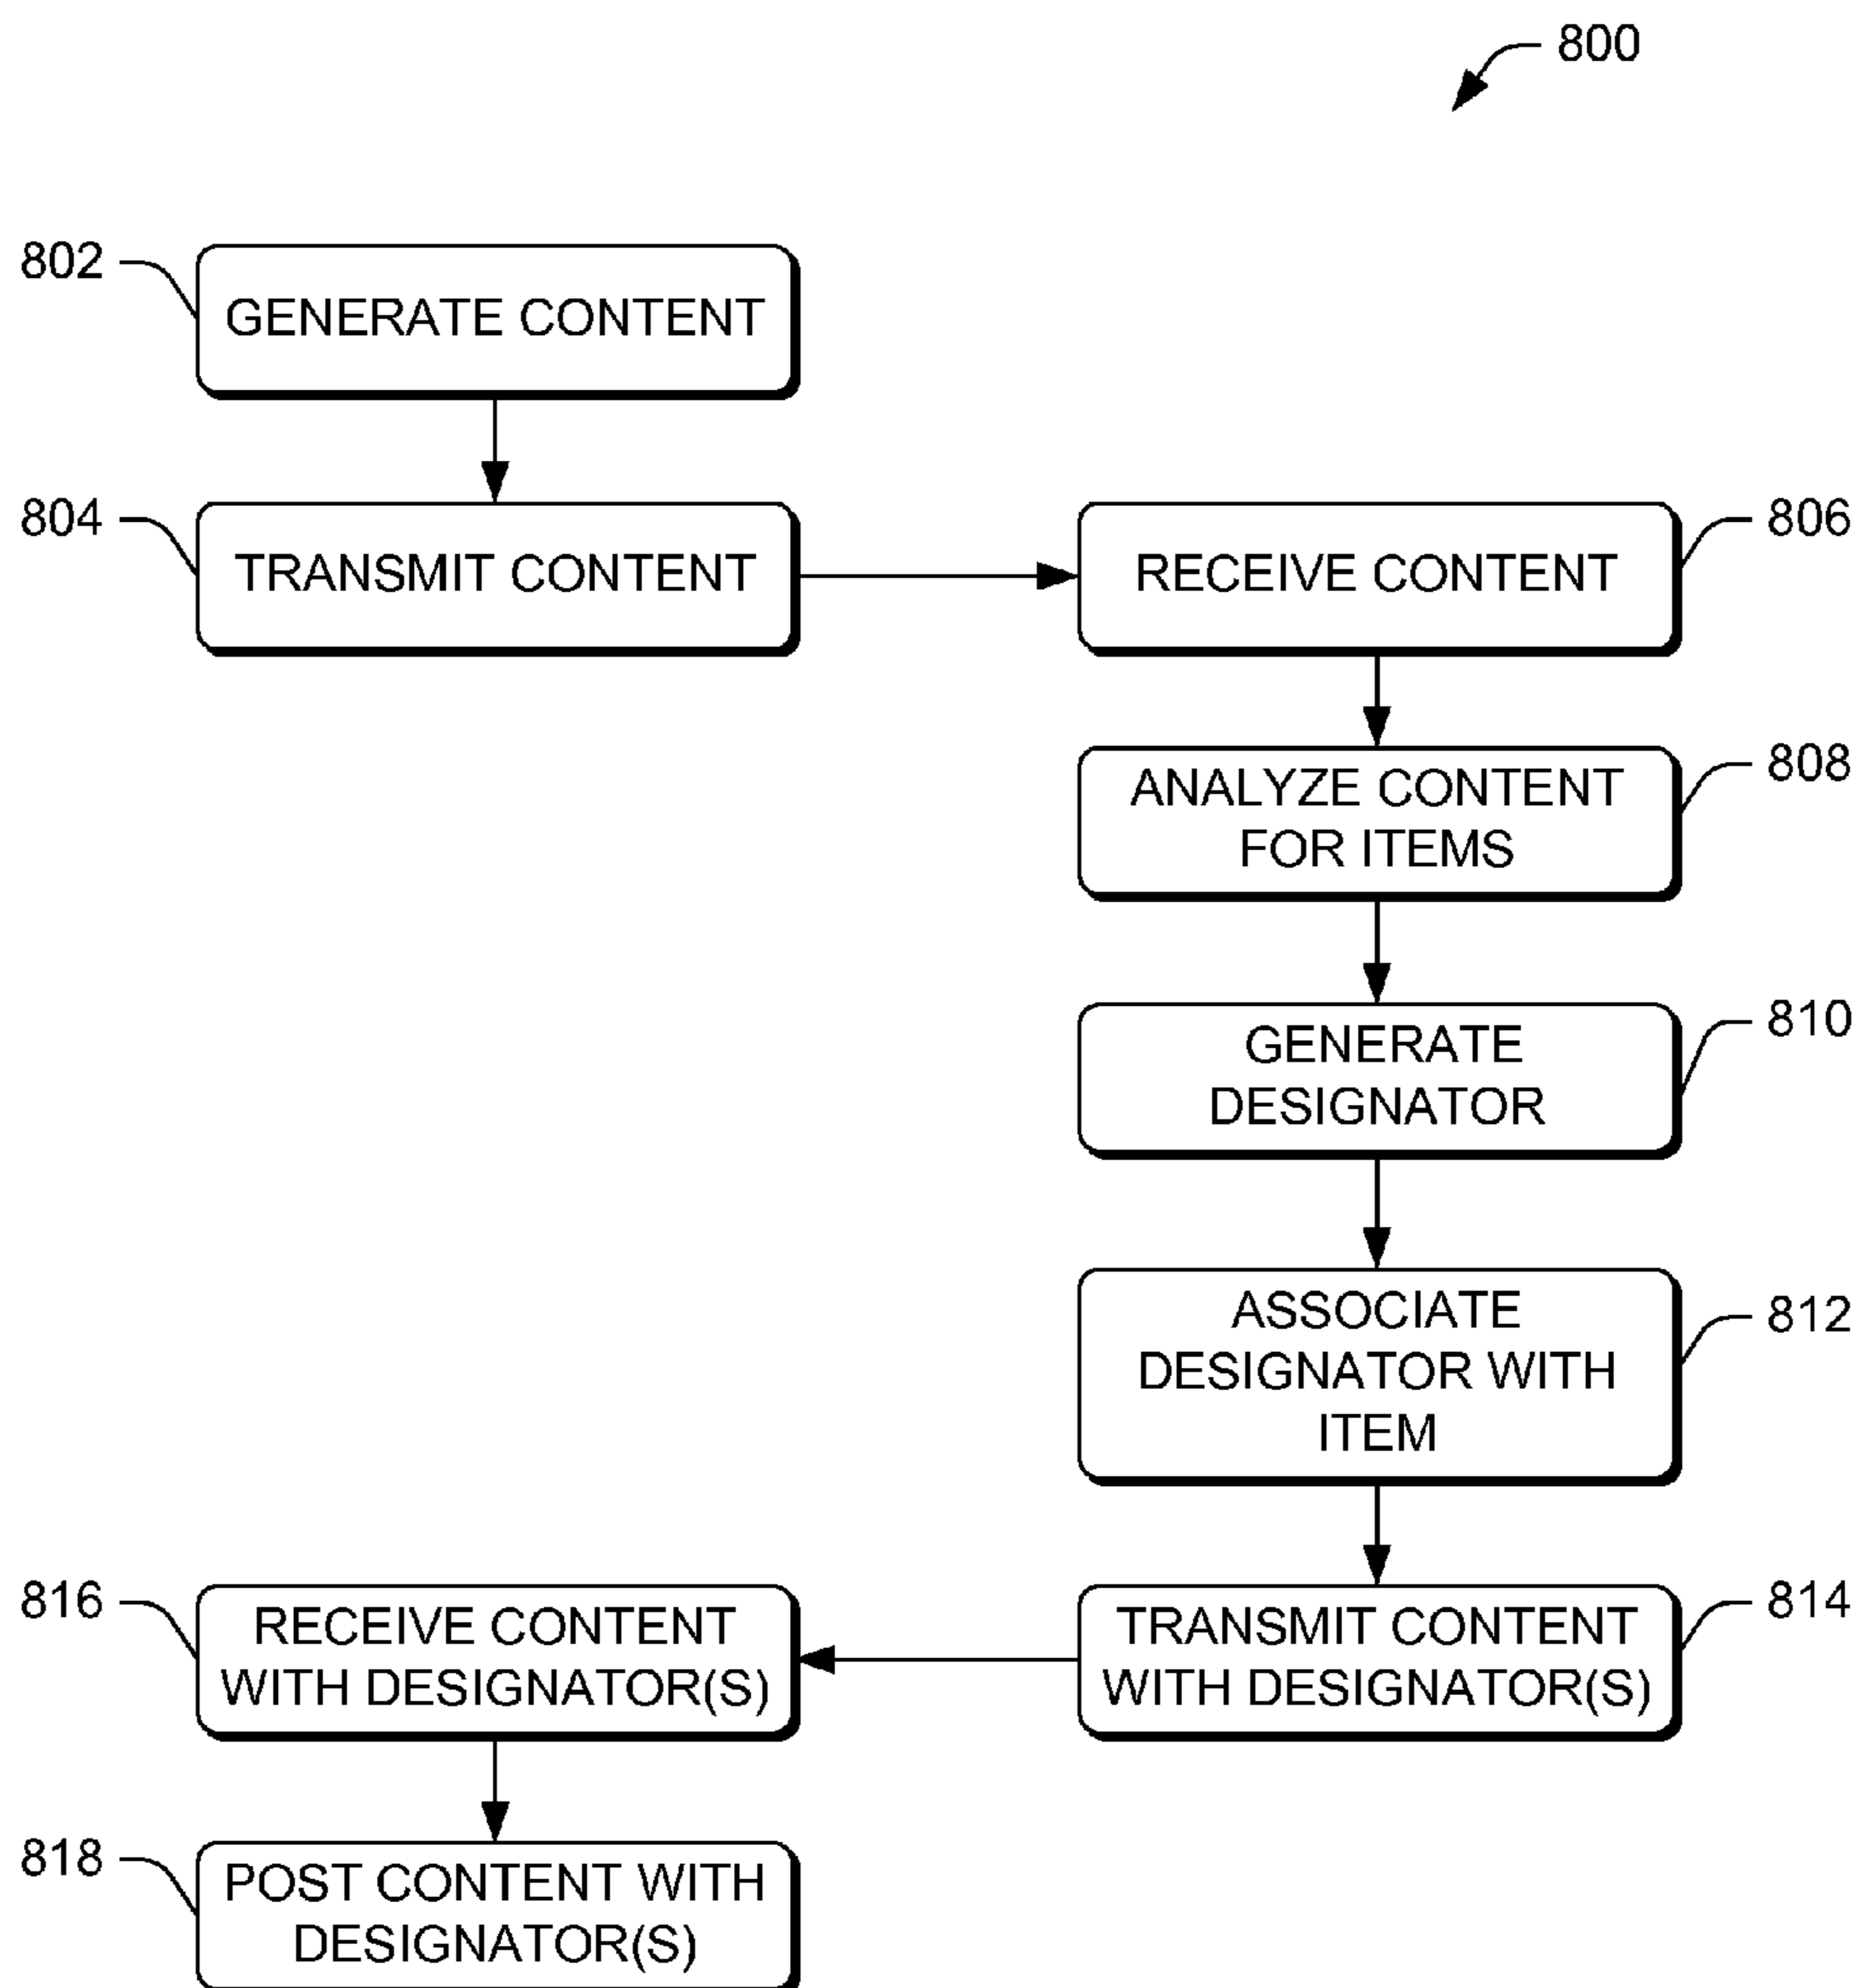 800
802
GENERATE CONTENT
804
TRANSMIT CONTENT
RECEIVE CONTENT
806
ANALYZE CONTENT
FOR ITEMS
808
GENERATE
DESIGNATOR
810
ASSOCIATE
DESIGNATOR WITH
ITEM
812
816
RECEIVE CONTENT
WITH DESIGNATOR(S)
TRANSMIT CONTENT
WITH DESIGNATOR(S)
814
818
POST CONTENT WITH
DESIGNATOR(S)